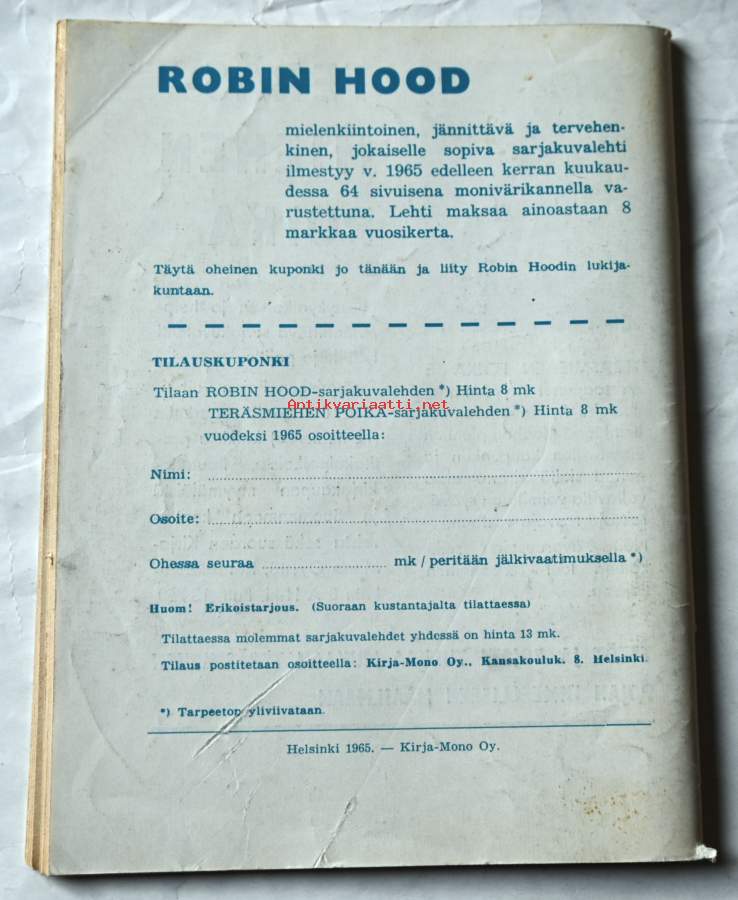 ROBIN HOOD
mielenkiintoinen, jännittävä ja tervehen-
kinen, jokaiselle sopiva sarjakuvalehti
ilmestyy v. 1965 edelleen kerran kuukau-
dessa 64 sivuisena monivärikannella va-
rustettuna. Lehti maksaa ainoastaan 8
markkaa vuosikerta.
Täytä oheinen kuponki jo tänään ja liity Robin Hoodin lukija-
kuntaan.
TILAUSKUPONKI
Tilaan ROBIN HOOD-sarjakuvalehden *) Hinta 8 mk
Antikvariaatti.net
TERÄSMIEHEN POIKA-sarjakuvalehden *) Hinta 8 mk
vuodeksi 1965 osoitteella:
Nimi:
Osoite:
Ohessa seuraa ........................ mk / peritään jälkivaatimuksella *)
Huom! Erikoistarjous. (Suoraan kustantajalta tilattaessa)
Tilattaessa molemmat sarjakuvalehdet yhdessä on hinta 13 mk.
Tilaus postitetaan osoitteella: Kirja-Mono Oy., Kansakouluk. 8. Helsinki.
*) Tarpeeton yliviivataan.
Helsinki 1965. — Kirja-Mono Oy.